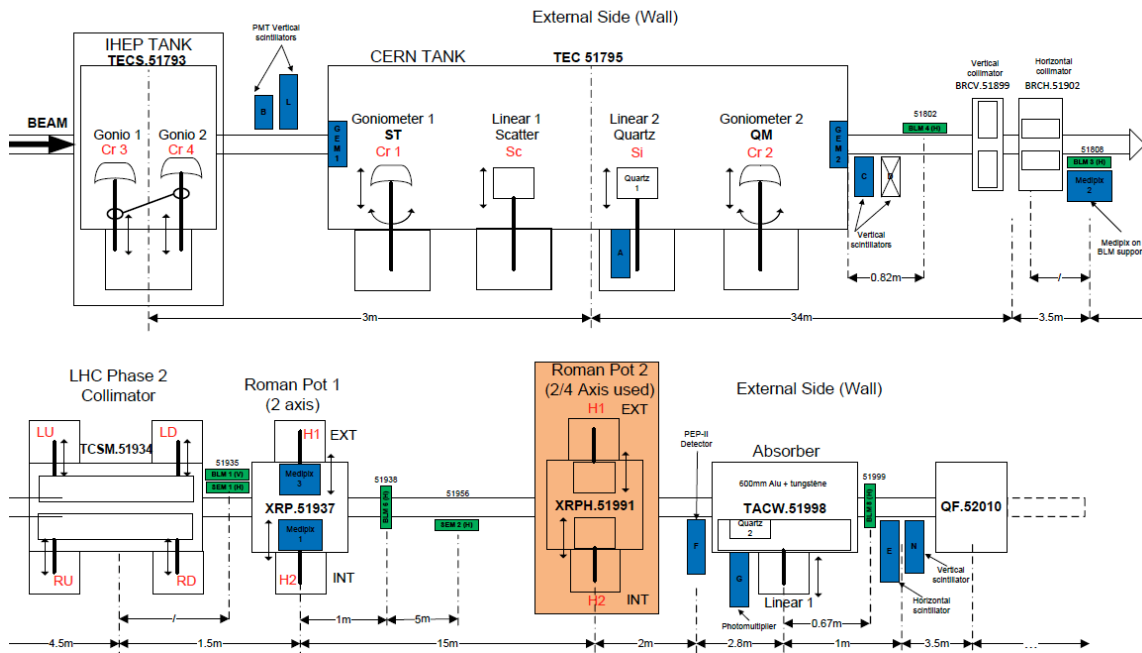 External Side (Wall)
IHEP TANK
TECS.51793
PMT Vertical
scintillators
CERN TANK
TEC 51795
Vertical
collimator
BRCV.51899
Horizontal
collimator
BRCH.51902
BEAM
Gonio 1
Cr 3
Gonio 2
Cr 4
B
L
GEM 1
Goniometer 1
ST
Cr 1
Linear 1
Scatter
Sc
Linear 2
Quartz
Si
Quartz
1
A
Goniometer 2
QM
Cr 2
GEM 2
C
D
Vertical
scintillators
51802
BLM 4 (H)
51808
BLM 3 (H)
Medipix
2
Medipix on
BLM support
0.82m
/
3m
34m
3.5m
LHC Phase 2
Collimator
Roman Pot 1
(2 axis)
Roman Pot 2
(2/4 Axis used)
External Side (Wall)
LU
LD
TCSM.51934
RU
RD
51935
BLM 1 (V)
SEM 1 (H)
H1
EXT
Medipix
3
XRP.51937
Medipix
1
H2
INT
51938
BLM 6 (H)
51956
SEM 2 (H)
H1
EXT
XRPH.51991
H2
INT
PEP-II
Detector
F
Absorber
600mm Alu + tungstène
TACW.51998
Quartz
2
G
Photomultiplier
Linear 1
51999
E
N
Vertical
scintillator
Horizontal
scintillator
QF.52010
/
1m
5m
0.67m
4.5m
1.5m
15m
2m
2.8m
1m
3.5m
...